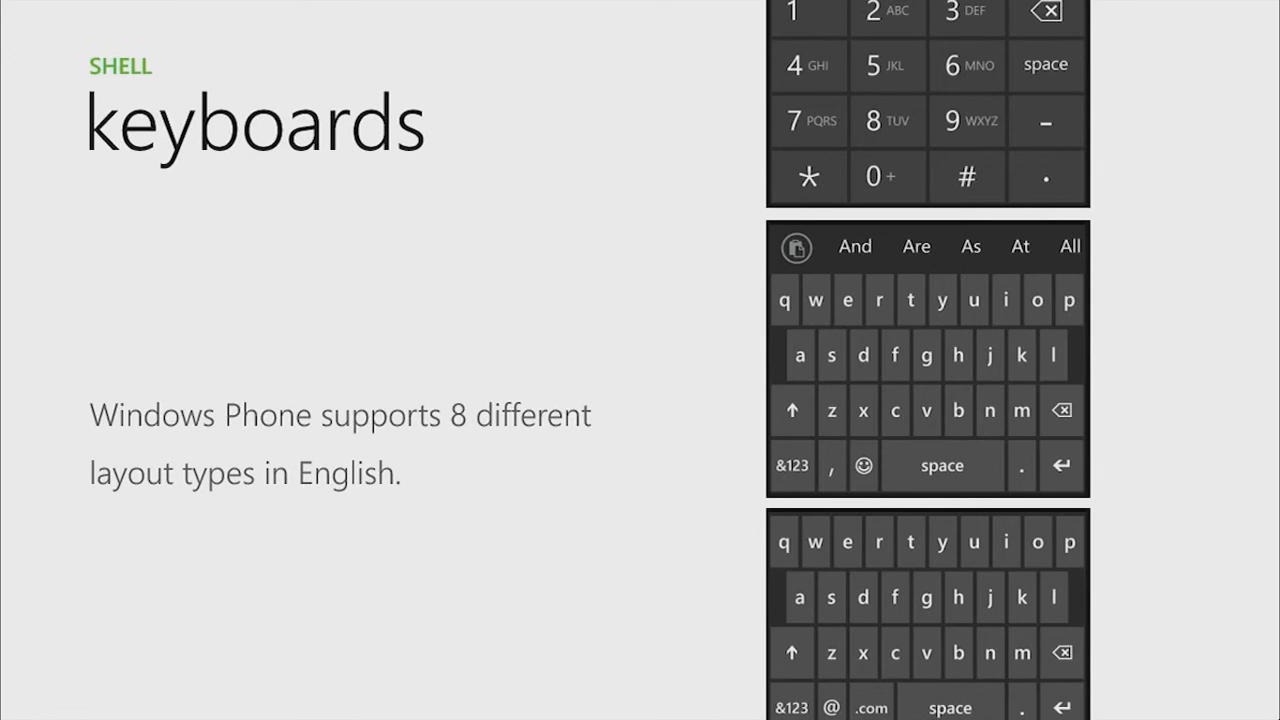 SHELL
keyboards
Windows Phone supports 8 different
layout types in English.
1 2 ABC 3 DEF
4 GHI 5 JKL 6 MNO space
7 PQRS 8 TUV 9 WXYZ -
* 0 + # .
And Are As At All
q w e r t y u i o p
a s d f g h j k l
z x c v b n m
&123 , space .
q w e r t y u i o p
a s d f g h j k l
z x c v b n m
&123 @ .com space .